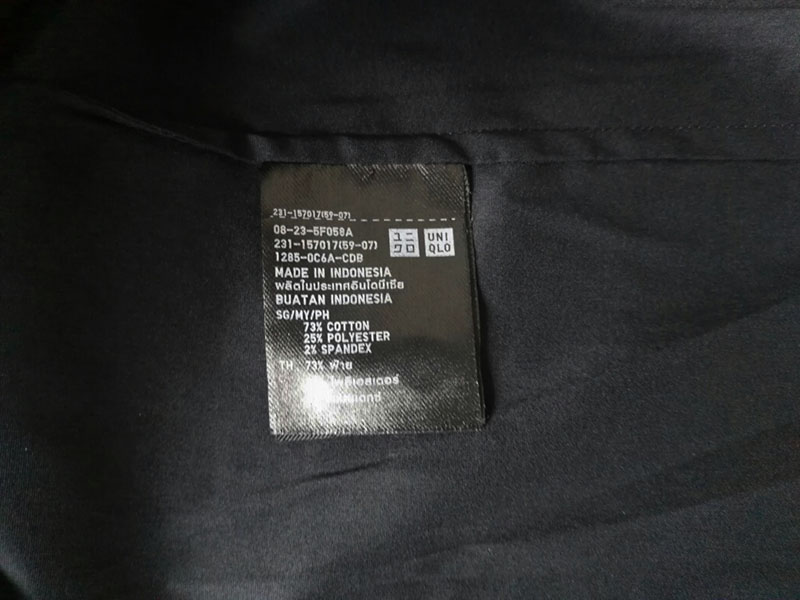 231-157017(59-07)
08-23-5F058A
231-157017(59-07)
1285-0C6A-CDB
ユニ
クロ
UNI
QLO
MADE IN INDONESIA
ผลิตในประเทศอินโดนีเซีย
BUATAN INDONESIA
SG/MY/PH
73% COTTON
25% POLYESTER
2% SPANDEX
TH 73% ฝ้าย